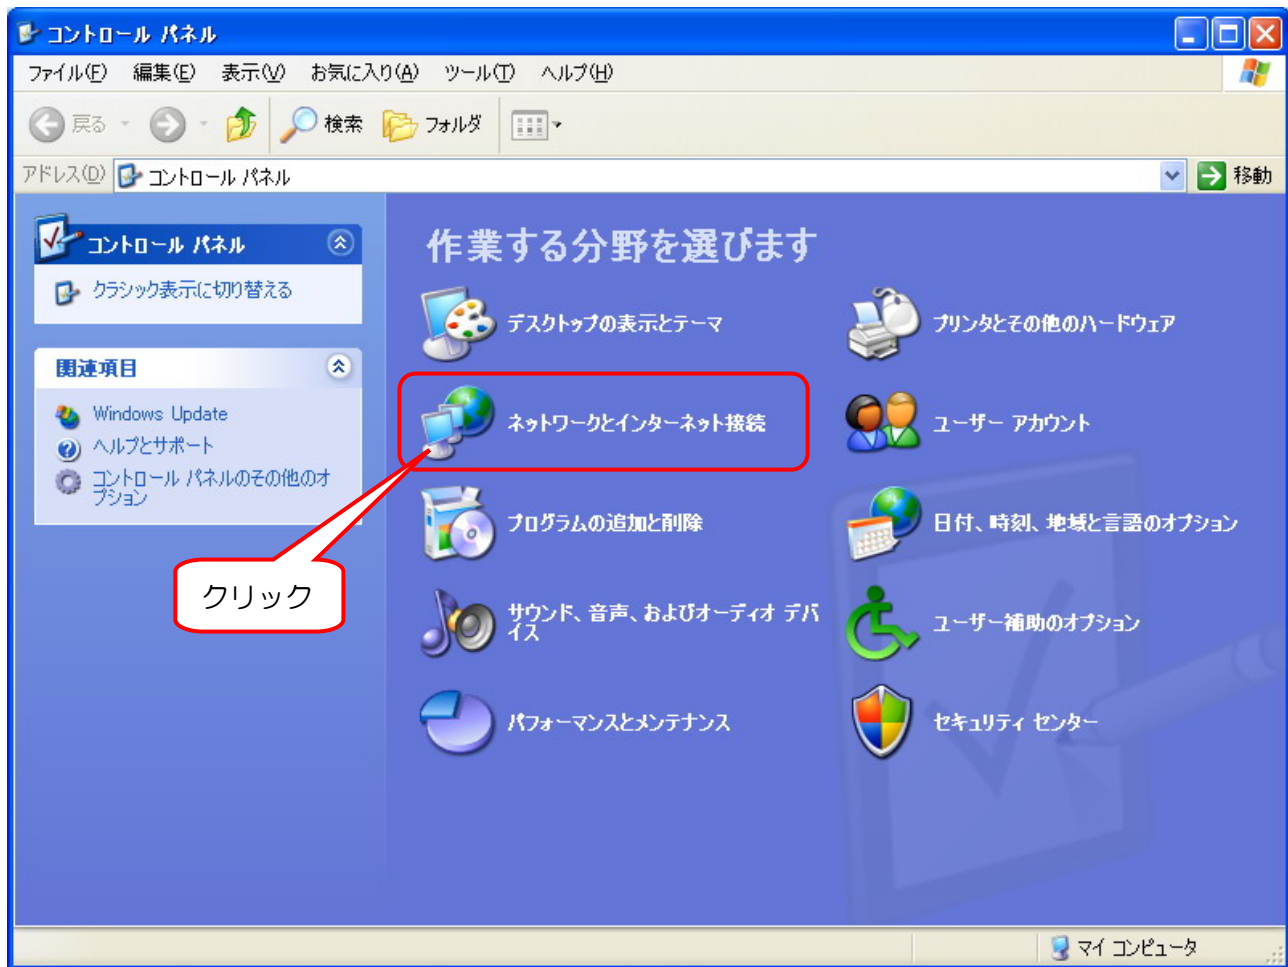 コントロール パネル
ファイル(F) 編集(E) 表示(V) お気に入り(A) ツール(T) ヘルプ(H)
戻る 検索 フォルダ
アドレス(D) コントロール パネル 移動
コントロール パネル
クラシック表示に切り替える
関連項目
Windows Update
ヘルプとサポート
コントロール パネルのその他のオ
プション
作業する分野を選びます
デスクトップの表示とテーマ
プリンタとその他のハードウェア
ネットワークとインターネット接続
ユーザー アカウント
プログラムの追加と削除
日付、時刻、地域と言語のオプション
サウンド、音声、およびオーディオ デバ
イス
ユーザー補助のオプション
パフォーマンスとメンテナンス
セキュリティ センター
クリック
マイ コンピュータ